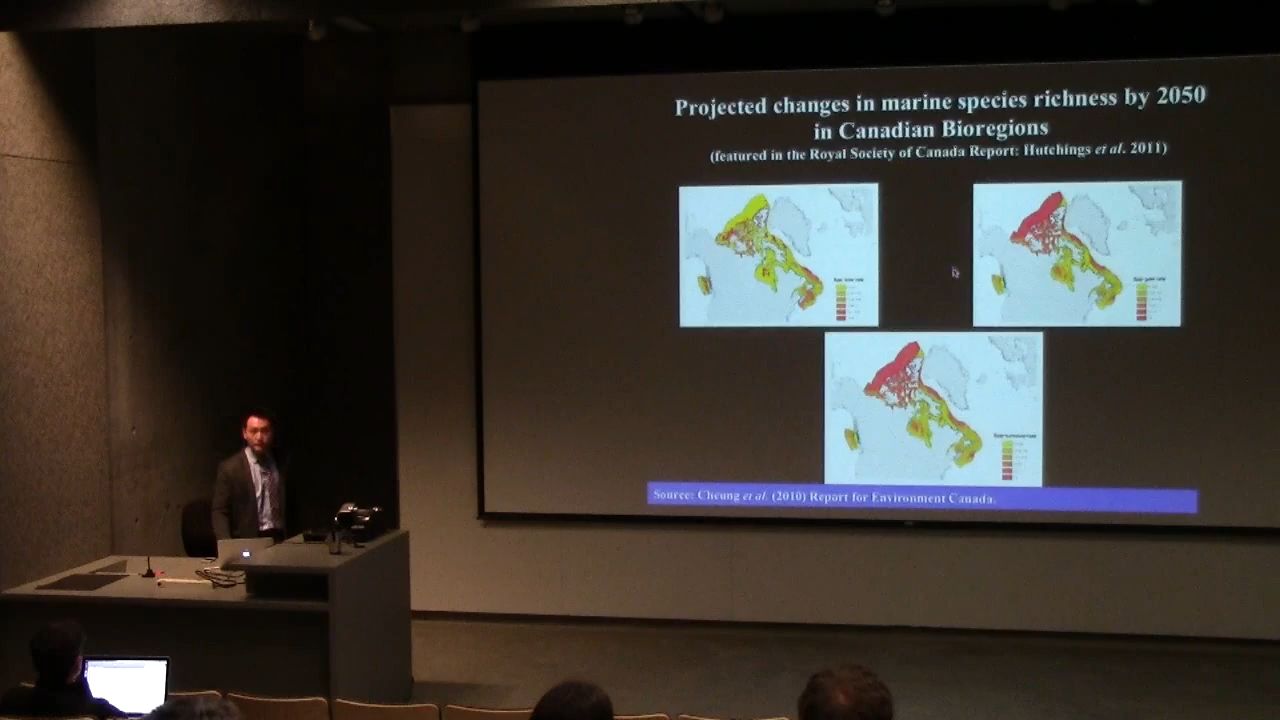 Projected changes in marine species richness by 2050
in Canadian Bioregions
(featured in the Royal Society of Canada Report: Hutchings et al. 2011)
Source: Cheung et al. (2010) Report for Environment Canada.